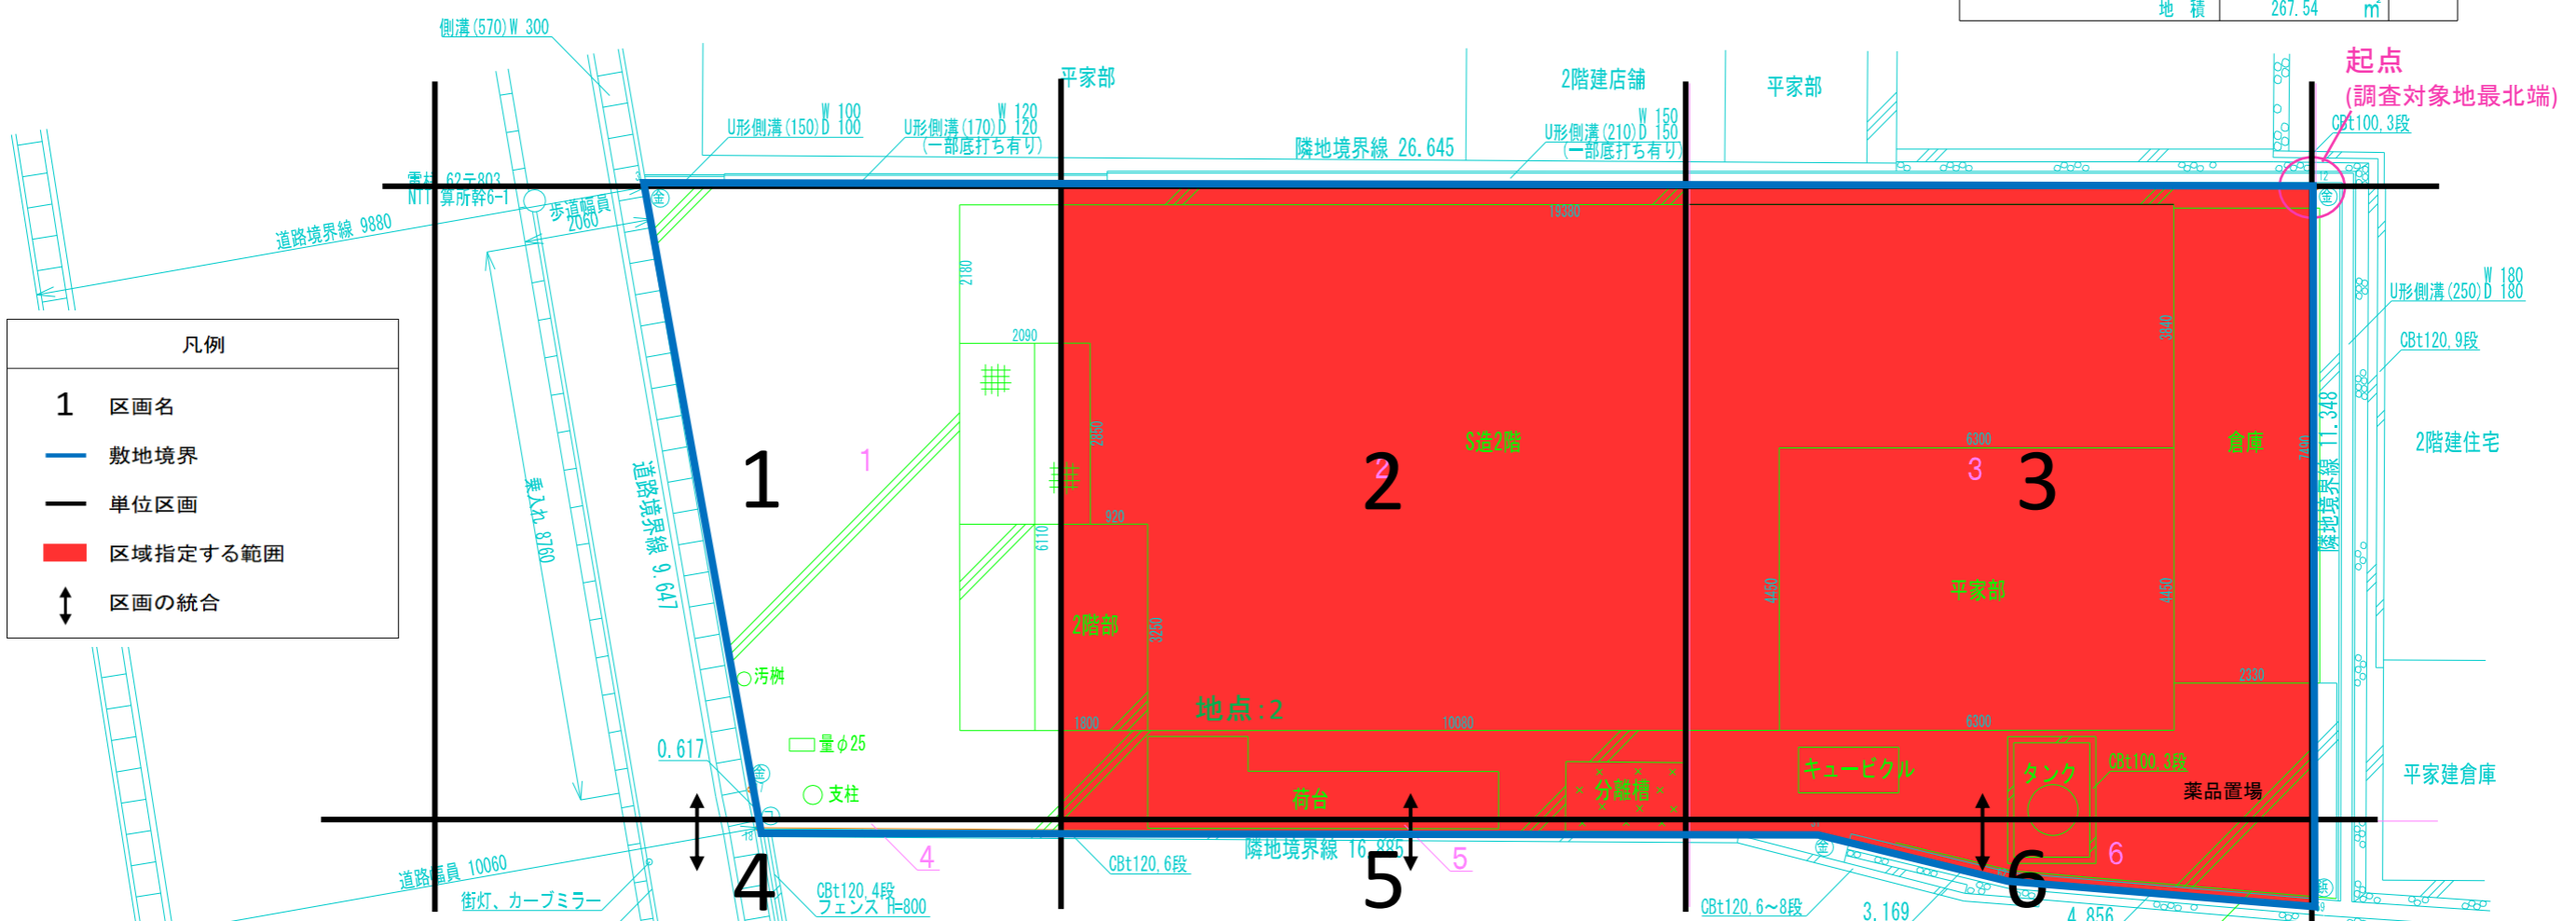 地 積 267.54 ㎡
側溝(570)W 300
平家部
2階建店舗
平家部
起点
(調査対象地最北端)
CBt100,3段
W 100
U形側溝(150)D 100
W 120
U形側溝(170)D 120
(一部底打ち有り)
隣地境界線 26.645
W 150
U形側溝(210)D 150
(一部底打ち有り)
電柱 62テ803
NTT 算所幹6-1
金
12
金
歩道幅員
2060
道路境界線 9880
19380
2180
W 180
U形側溝(250)D 180
凡例
1 区画名
敷地境界
単位区画
区域指定する範囲
区画の統合
2090
3840
CBt120,9段
2850
隣地境界線 11.348
7490
S造2階
6300
倉庫
2階建住宅
1
1
2
2
3
3
乗入れ 8760
道路境界線 9.647
920
6110
4450
平家部
4450
2階部
3250
汚桝
2330
地点:2
1800
10080
6300
0.617
量φ25
金
支柱
荷台
分離槽
キュービクル
タンク
CBt100,3段
薬品置場
平家建倉庫
4
4
CBt120,6段
隣地境界線 16.885
5
5
金
6
6
道路幅員 10060
街灯、カーブミラー
CBt120,4段
フェンス H=800
CBt120,6~8段
3.169
4.856